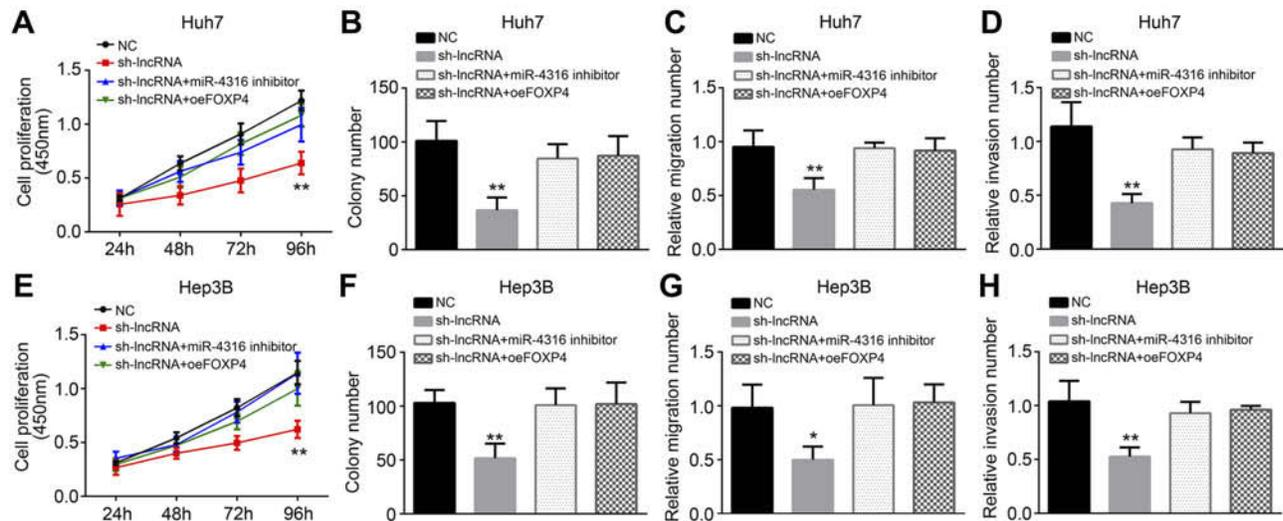 A
Huh7
NC
sh-lncRNA
sh-lncRNA+miR-4316 inhibitor
sh-lncRNA+oeFOXP4
Cell proliferation
(450nm)
1.5
1.0
0.5
0.0
**
24h 48h 72h 96h
B
Huh7
NC
sh-lncRNA
sh-lncRNA+miR-4316 inhibitor
sh-lncRNA+oeFOXP4
Colony number
150
100
50
0
**
C
Huh7
NC
sh-lncRNA
sh-lncRNA+miR-4316 inhibitor
sh-lncRNA+oeFOXP4
Relative migration number
1.5
1.0
0.5
0.0
**
D
Huh7
NC
sh-lncRNA
sh-lncRNA+miR-4316 inhibitor
sh-lncRNA+oeFOXP4
Relative invasion number
1.5
1.0
0.5
0.0
**
E
Hep3B
NC
sh-lncRNA
sh-lncRNA+miR-4316 inhibitor
sh-lncRNA+oeFOXP4
Cell proliferation
(450nm)
1.5
1.0
0.5
0.0
**
24h 48h 72h 96h
F
Hep3B
NC
sh-lncRNA
sh-lncRNA+miR-4316 inhibitor
sh-lncRNA+oeFOXP4
Colony number
150
100
50
0
**
G
Hep3B
NC
sh-lncRNA
sh-lncRNA+miR-4316 inhibitor
sh-lncRNA+oeFOXP4
Relative migration number
1.5
1.0
0.5
0.0
*
H
Hep3B
NC
sh-lncRNA
sh-lncRNA+miR-4316 inhibitor
sh-lncRNA+oeFOXP4
Relative invasion number
1.5
1.0
0.5
0.0
**